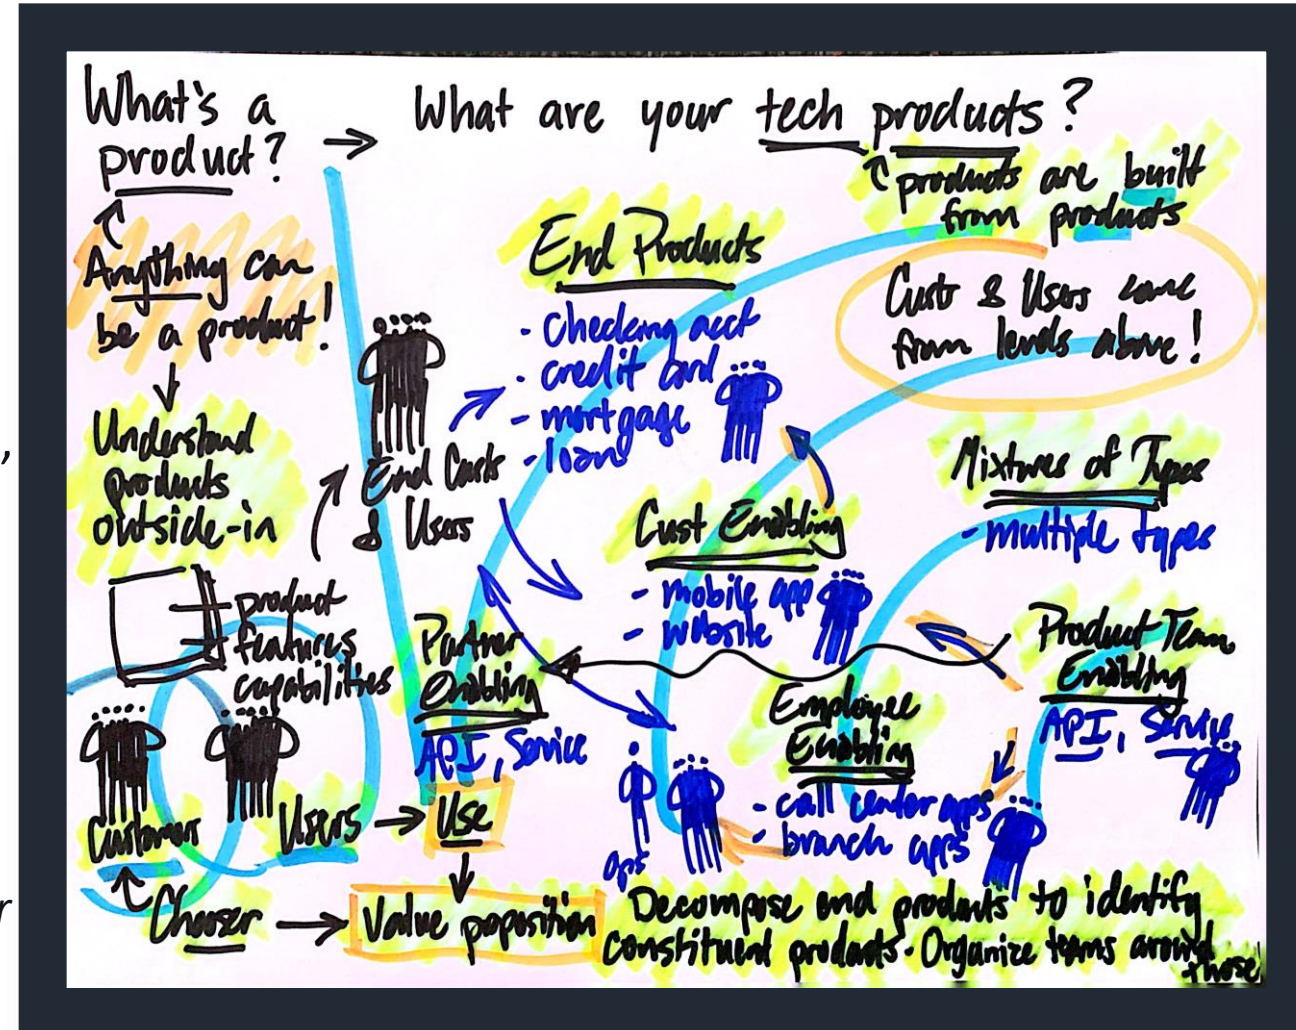 What's a
product?
→ What are your tech products?
products are built
from products
Anything can
be a product!
Understand
products
outside-in
product
features
capabilities
Customers
Users → Use
Chooser → Value poposition
End Custs
& Users
End Products
- checking acct
- credit card
- mortgage
- loan
Custs & Users come
from levels above!
Cust Enabling
- mobile app
- website
Mixtures of Types
- multiple types
Partner
Enabling
API, Service
Employee
Enabling
- call center apps
- branch apps
Ops
Product Team
Enabling
API, Service
Decompose end products to identify
constituent products. Organize teams around
those
,
r